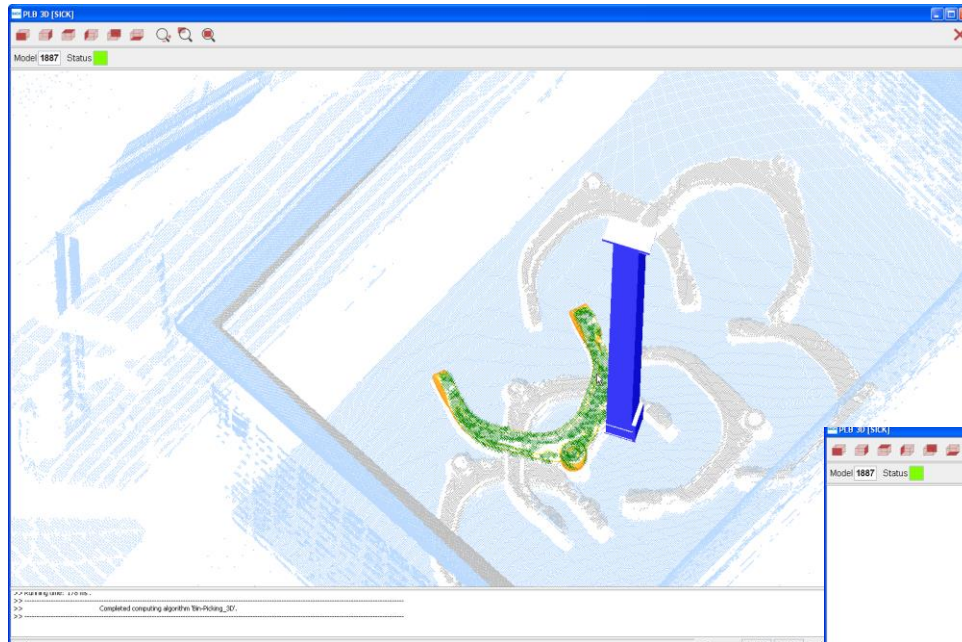 PLB 3D [SICK]
Model 1887 Status
>> Running time: 178 ms.
>> Completed computing algorithm 'Bin-Picking_3D'.
PLB 3D [SICK]
Model 1887 Status